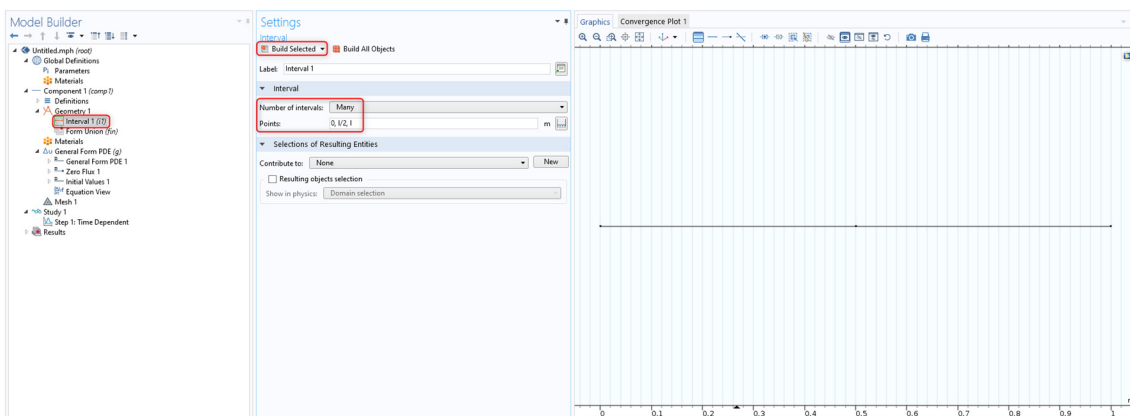 Model Builder
Untitled.mph (root)
Global Definitions
Pi Parameters
Materials
Component 1 (comp1)
Definitions
Geometry 1
Interval 1 (i1)
Form Union (fin)
Materials
Δu General Form PDE (g)
General Form PDE 1
Zero Flux 1
Initial Values 1
Equation View
Mesh 1
Study 1
Step 1: Time Dependent
Results
Settings
Interval
Build Selected
Build All Objects
Label: Interval 1
Interval
Number of intervals: Many
Points: 0, l/2, l m
Selections of Resulting Entities
Contribute to: None New
Resulting objects selection
Show in physics: Domain selection
Graphics Convergence Plot 1
0 0.1 0.2 0.3 0.4 0.5 0.6 0.7 0.8 0.9 1